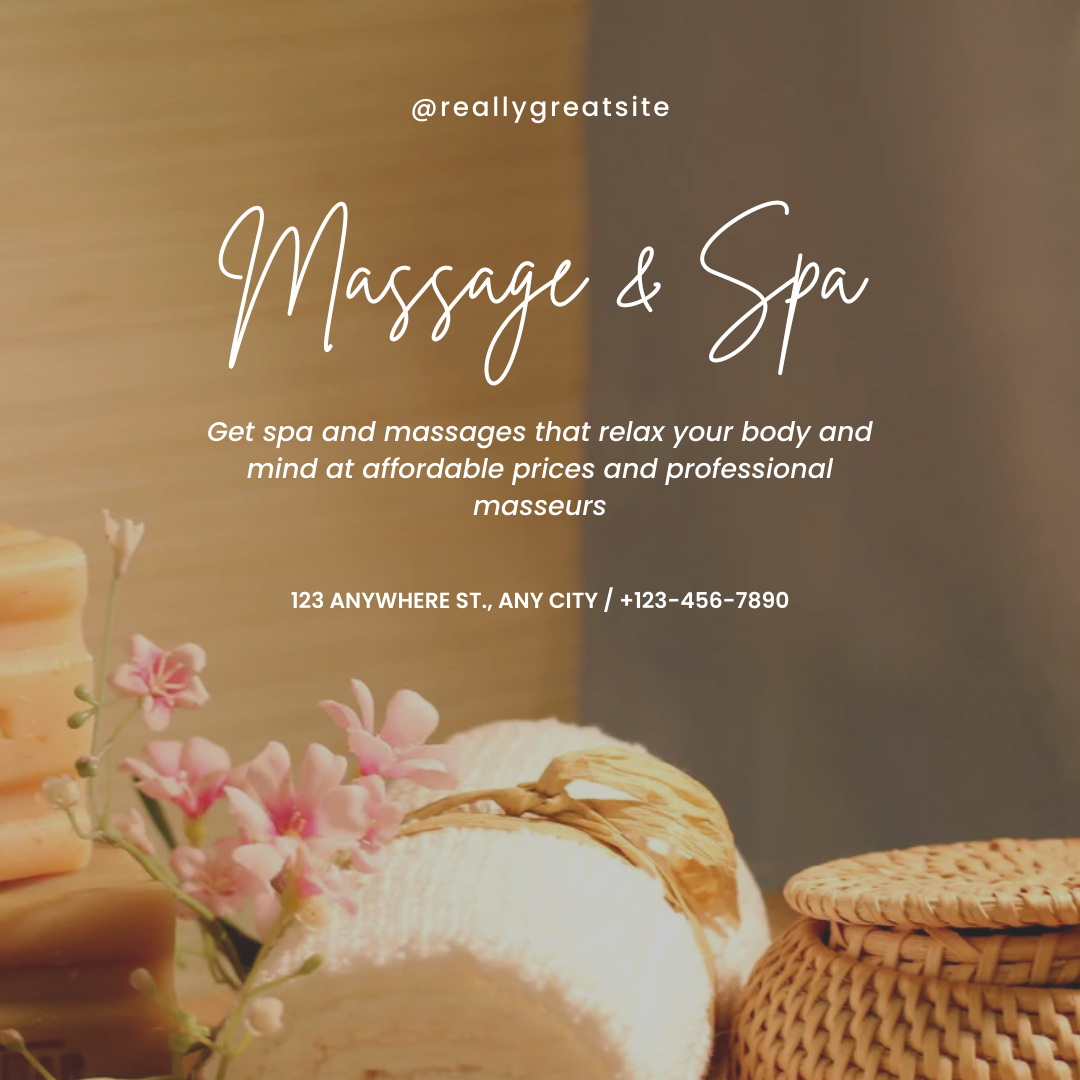 @reallygreatsite
Massage & Spa
Get spa and massages that relax your body and
mind at affordable prices and professional
masseurs
123 ANYWHERE ST., ANY CITY / +123-456-7890